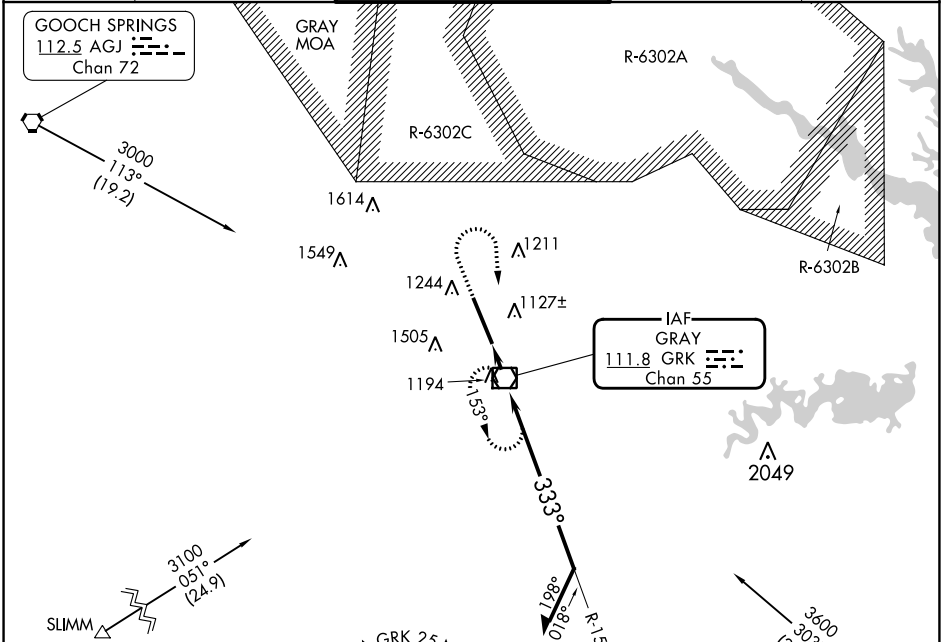 GOOCH SPRINGS
112.5 AGJ
Chan 72
GRAY
MOA
R-6302A
R-6302C
3000
113°
(19.2)
1614
1549
1211
R-6302B
1244
1127±
IAF
GRAY
111.8 GRK
Chan 55
1505
1194
153°
2049
333°
3100
051°
(24.9)
SLIMM
198°
018°
3600
GRK 25